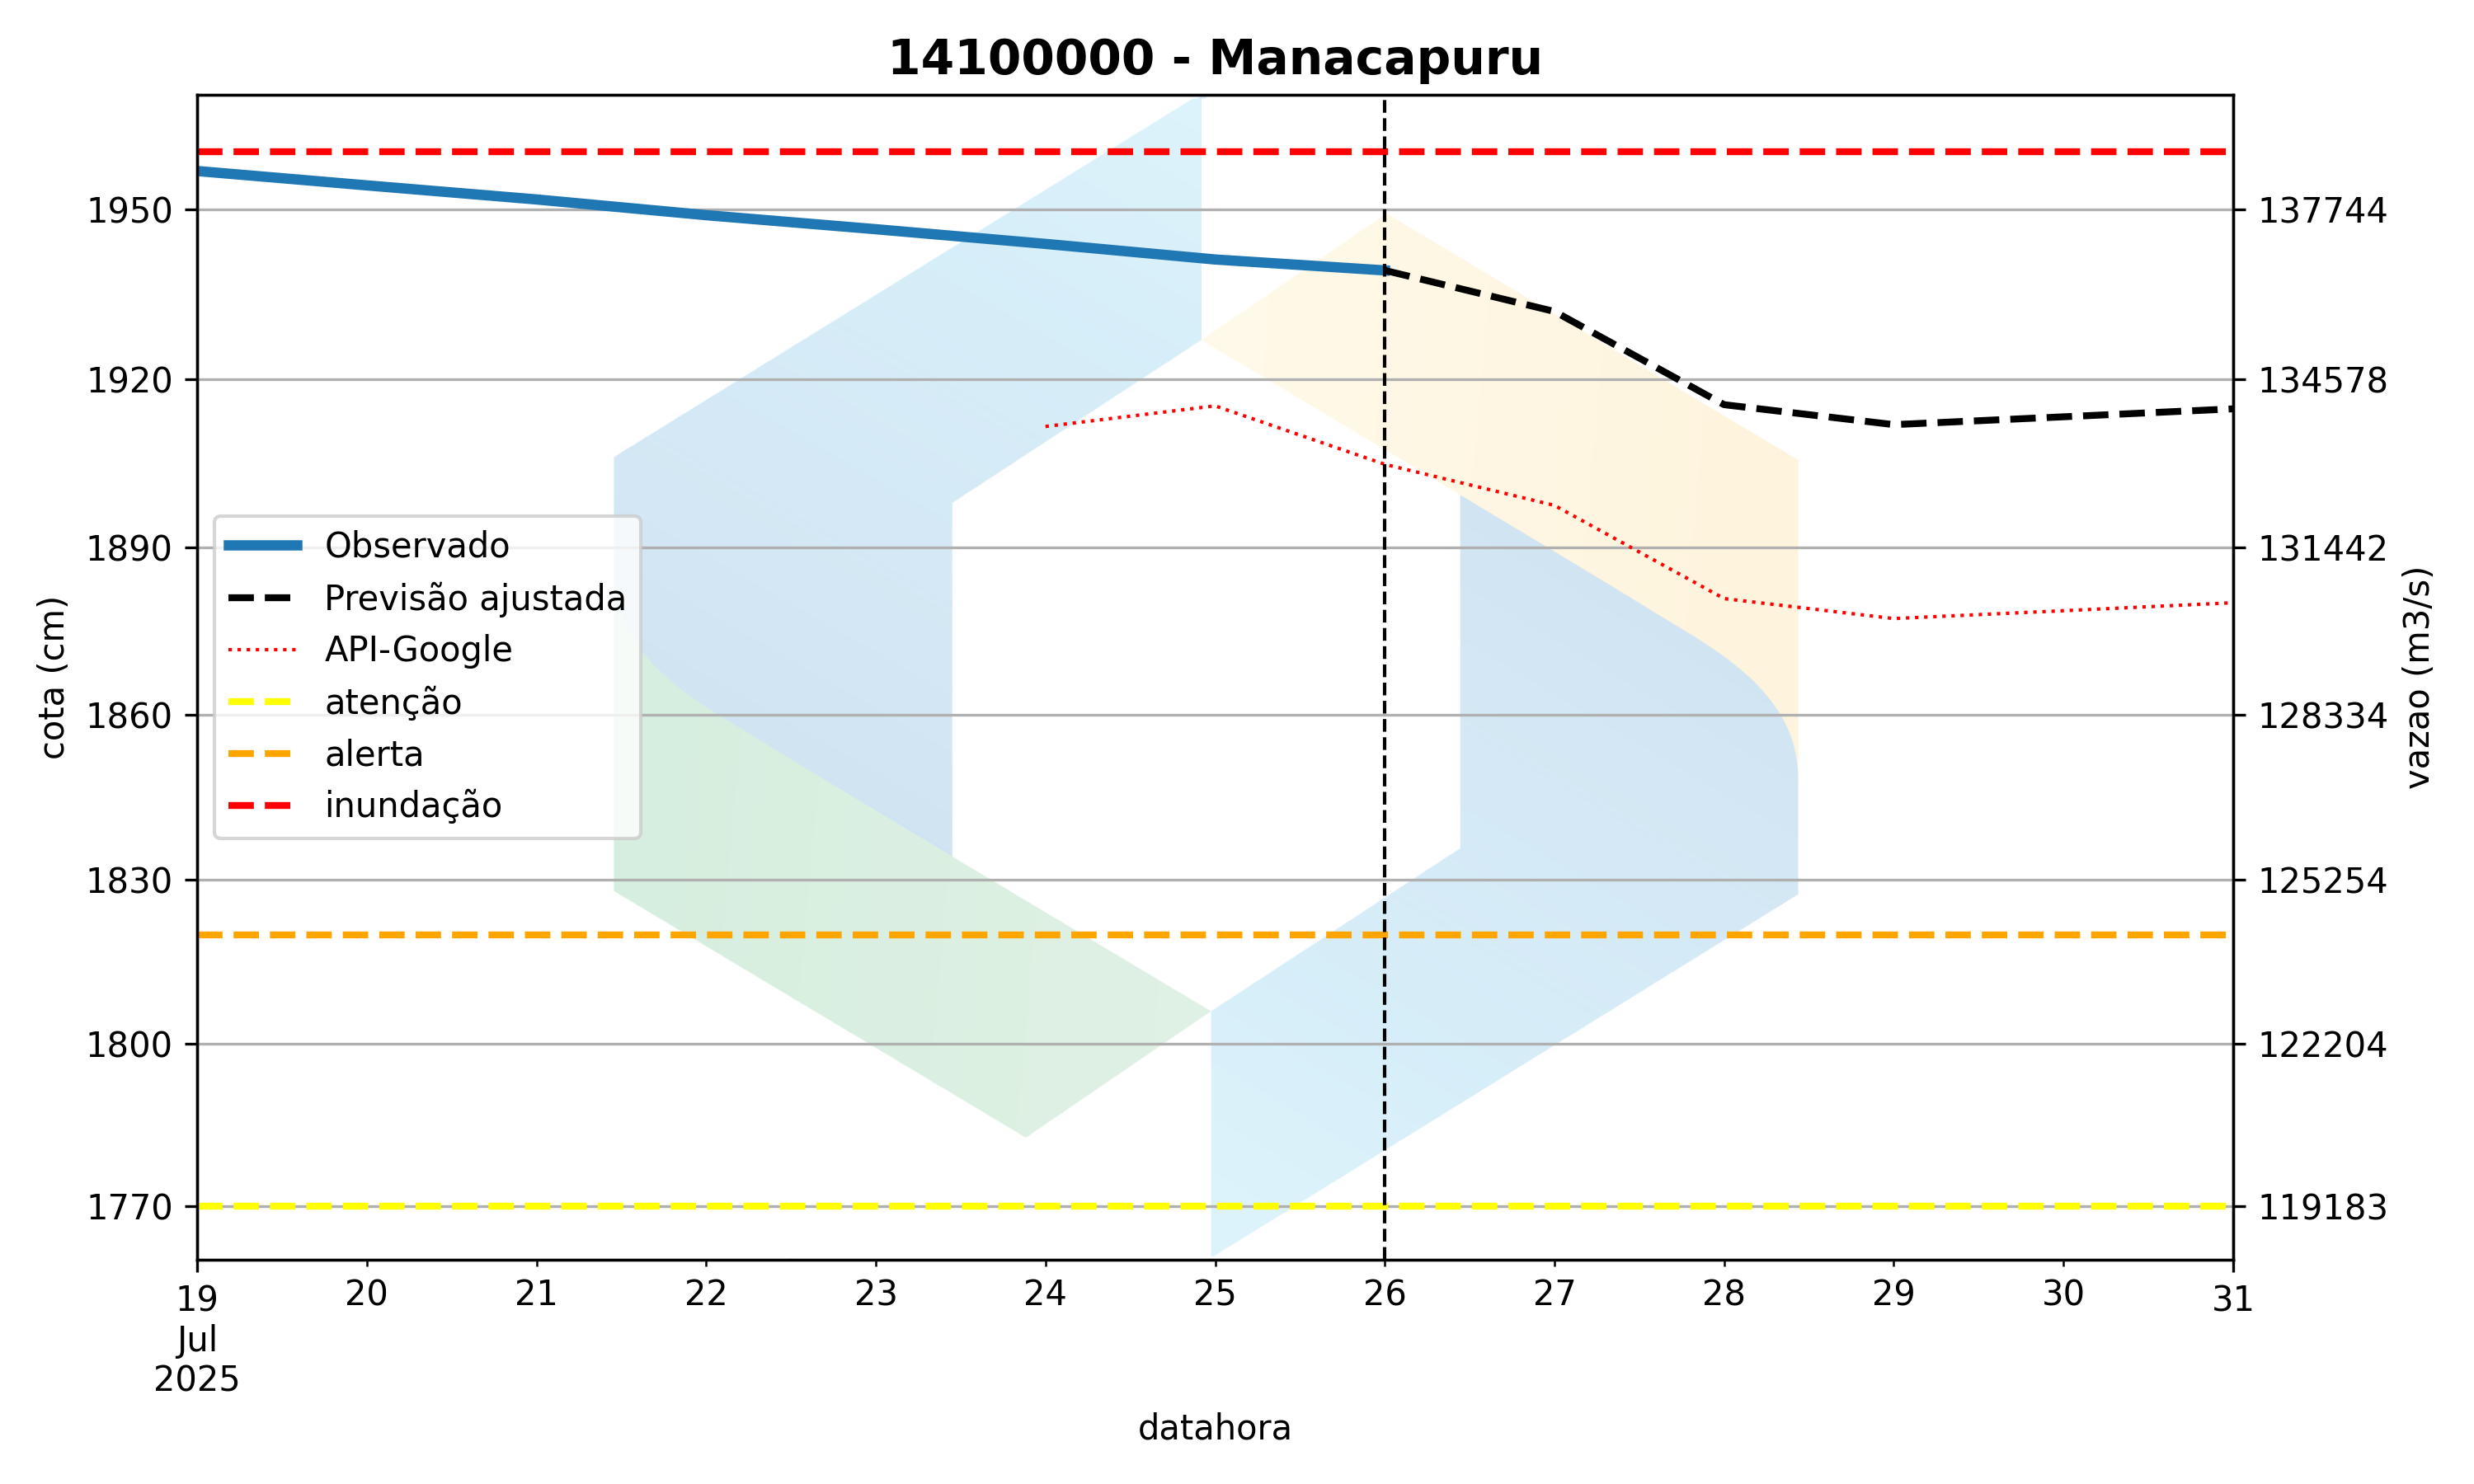 14100000 - Manacapuru
1950
1920
1890
1860
1830
1800
1770
cota (cm)
137744
134578
131442
128334
125254
122204
119183
vazao (m3/s)
Observado
Previsão ajustada
API-Google
atenção
alerta
inundação
19 20 21 22 23 24 25 26 27 28 29 30 31
Jul
2025
datahora